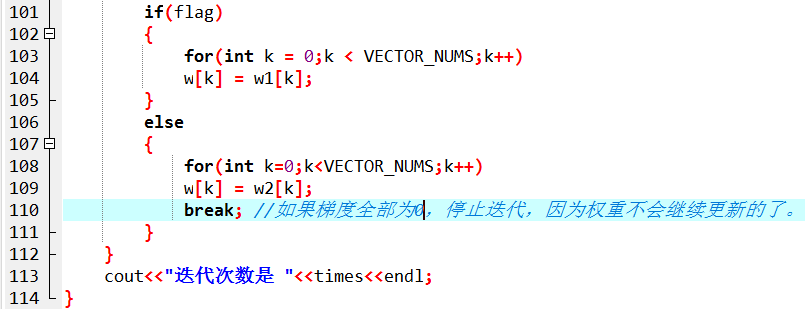 101 if(flag)
102 {
103 for(int k = 0;k < VECTOR_NUMS;k++)
104 w[k] = w1[k];
105 }
106 else
107 {
108 for(int k=0;k<VECTOR_NUMS;k++)
109 w[k] = w2[k];
110 break; //如果梯度全部为0，停止迭代，因为权重不会继续更新的了。
111 }
112 }
113 cout<<"迭代次数是 "<<times<<endl;
114 }